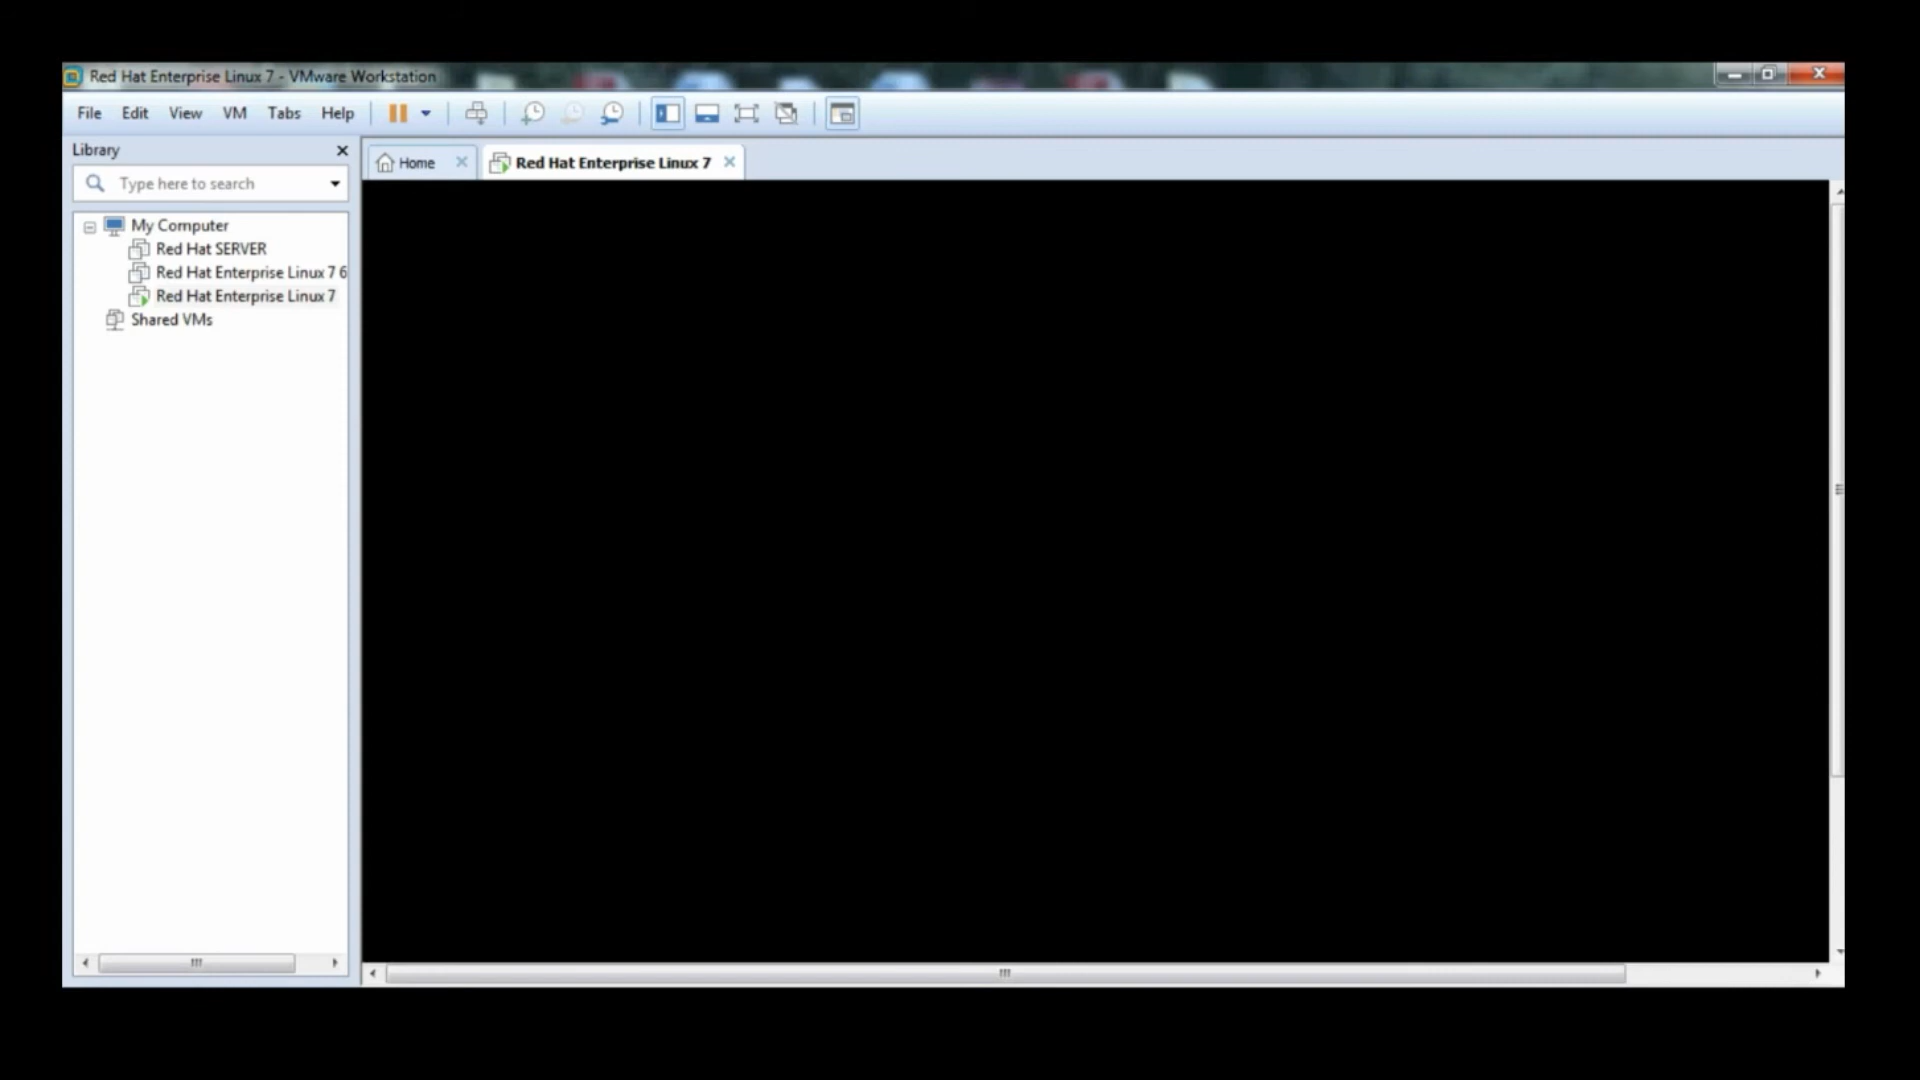 Red Hat Enterprise Linux 7 - VMware Workstation
File Edit View VM Tabs Help
Library
Home
Red Hat Enterprise Linux 7
Type here to search
My Computer
Red Hat SERVER
Red Hat Enterprise Linux 7 6
Red Hat Enterprise Linux 7
Shared VMs